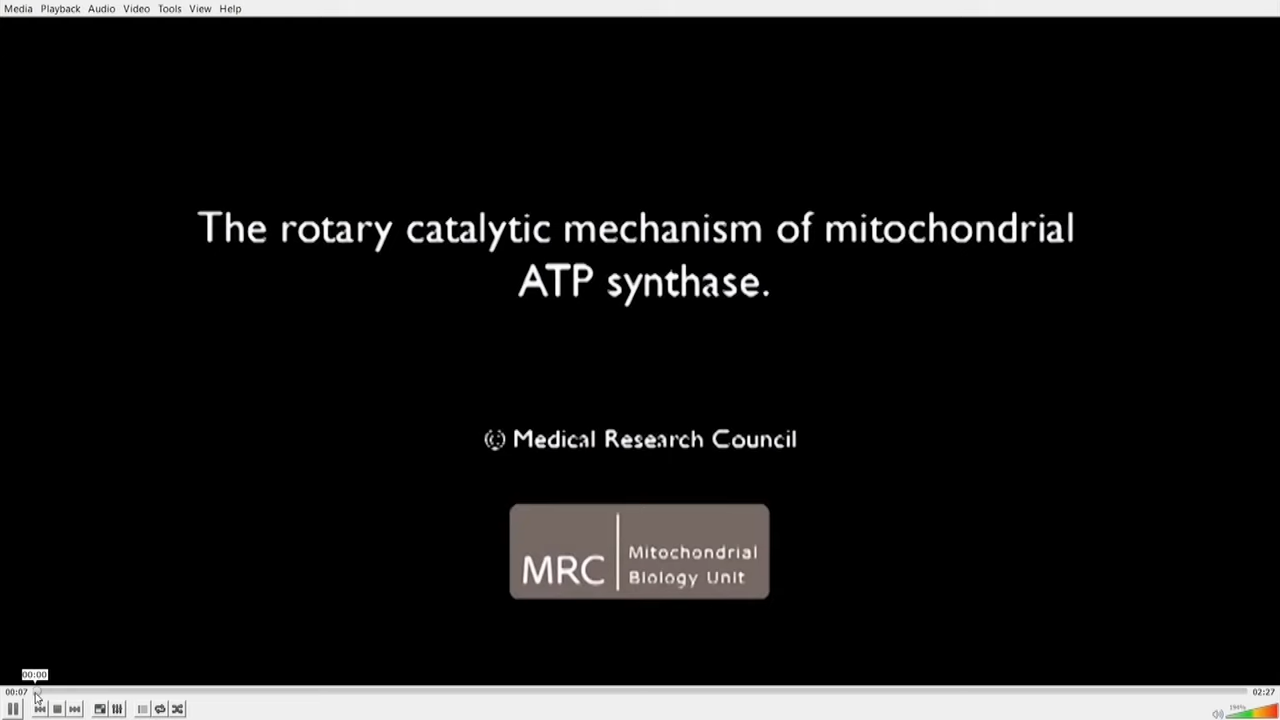 Media Playback Audio Video Tools View Help
The rotary catalytic mechanism of mitochondrial
ATP synthase.
© Medical Research Council
MRC
Mitochondrial
Biology Unit
00:00
00:07
02:27
194%